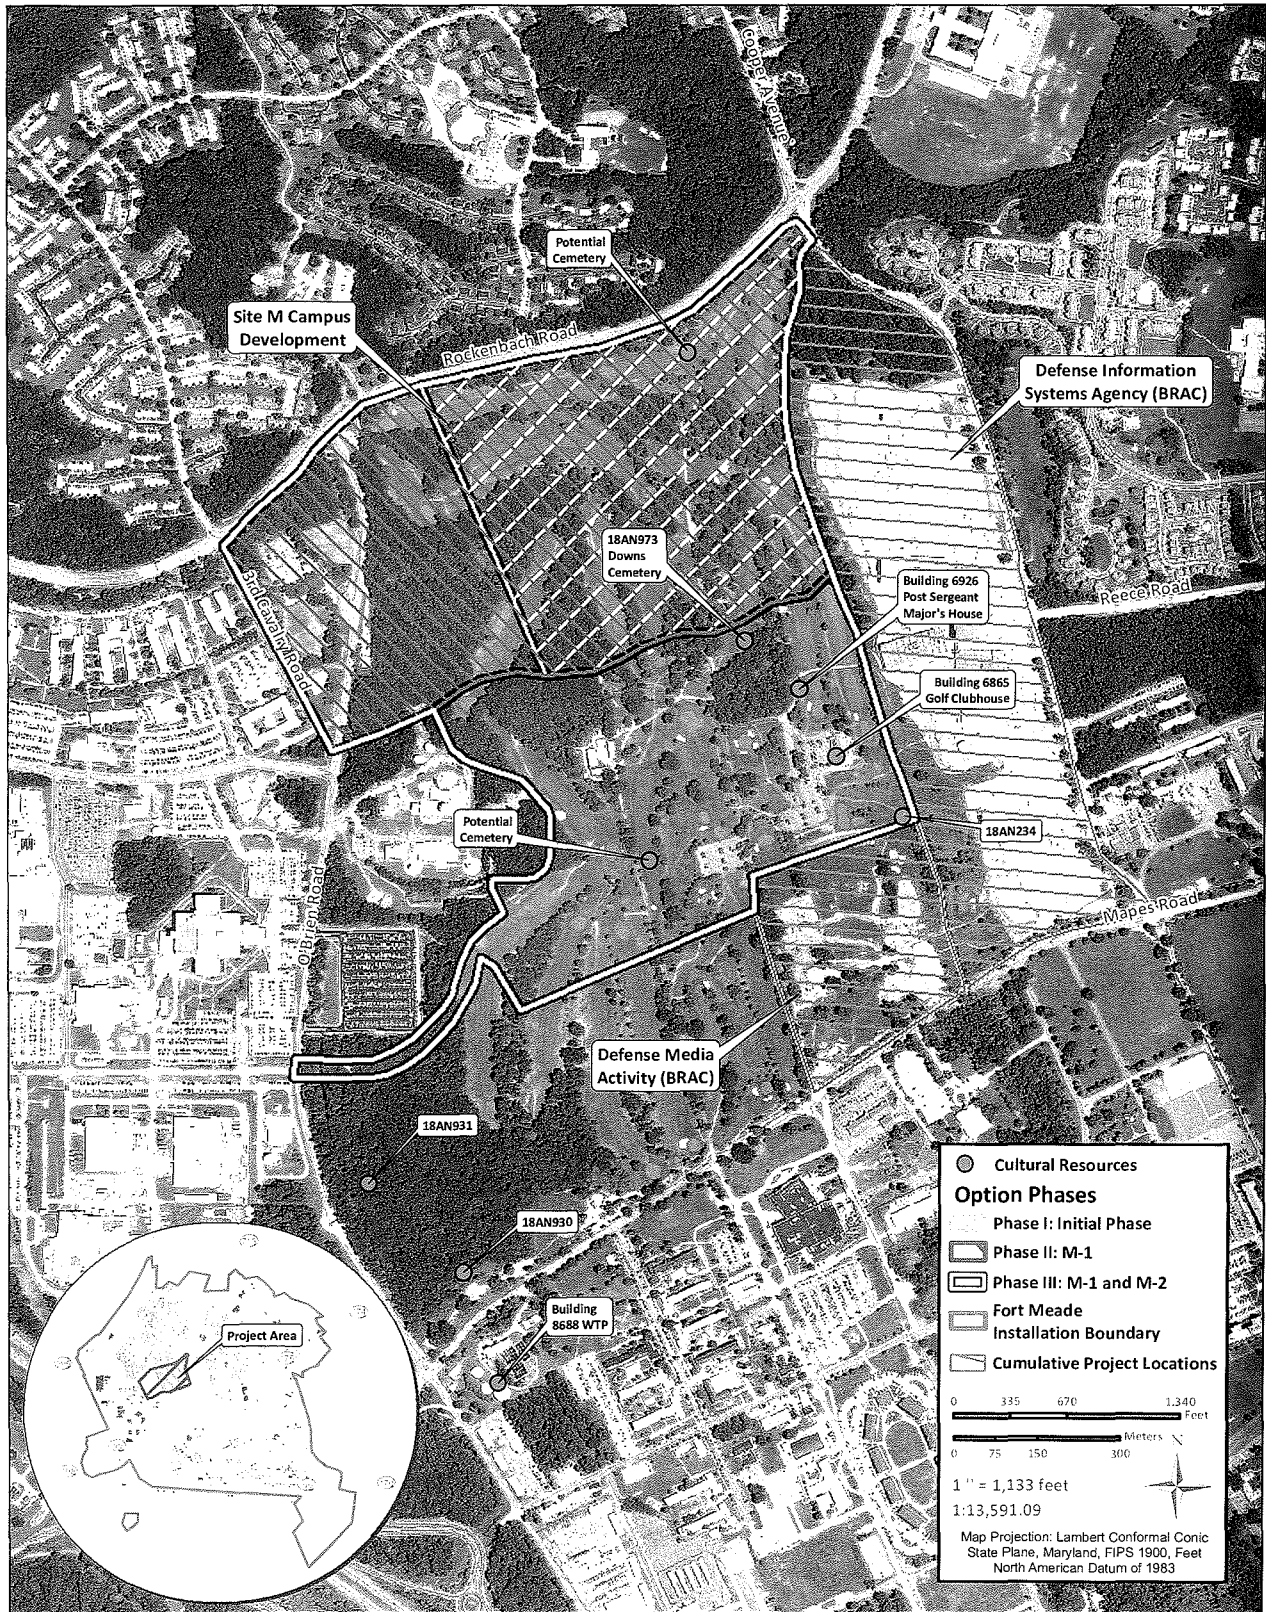 Cooper Avenue
Potential
Cemetery
Site M Campus
Development
Rockenbach Road
Defense Information
Systems Agency (BRAC)
18AN973
Downs
Cemetery
Building 6926
Post Sergeant
Major's House
Reece Road
3rd Cavalry Road
Building 6865
Golf Clubhouse
Potential
Cemetery
18AN234
O'Brien Road
Mapes Road
Defense Media
Activity (BRAC)
18AN931
18AN930
Building
8688 WTP
Project Area
Cultural Resources
Option Phases
Phase I: Initial Phase
Phase II: M-1
Phase III: M-1 and M-2
Fort Meade
Installation Boundary
Cumulative Project Locations
0 335 670 1,340
Feet
Meters
0 75 150 300
N
1 " = 1,133 feet
1:13,591.09
Map Projection: Lambert Conformal Conic
State Plane, Maryland, FIPS 1900, Feet
North American Datum of 1983